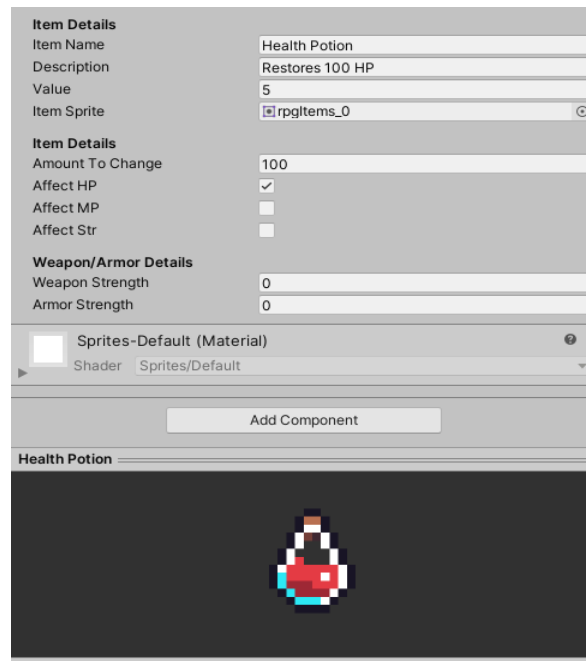 Item Details
Item Name Health Potion
Description Restores 100 HP
Value 5
Item Sprite rpgItems_0
Item Details
Amount To Change 100
Affect HP
Affect MP
Affect Str
Weapon/Armor Details
Weapon Strength 0
Armor Strength 0
Sprites-Default (Material)
Shader Sprites/Default
Add Component
Health Potion